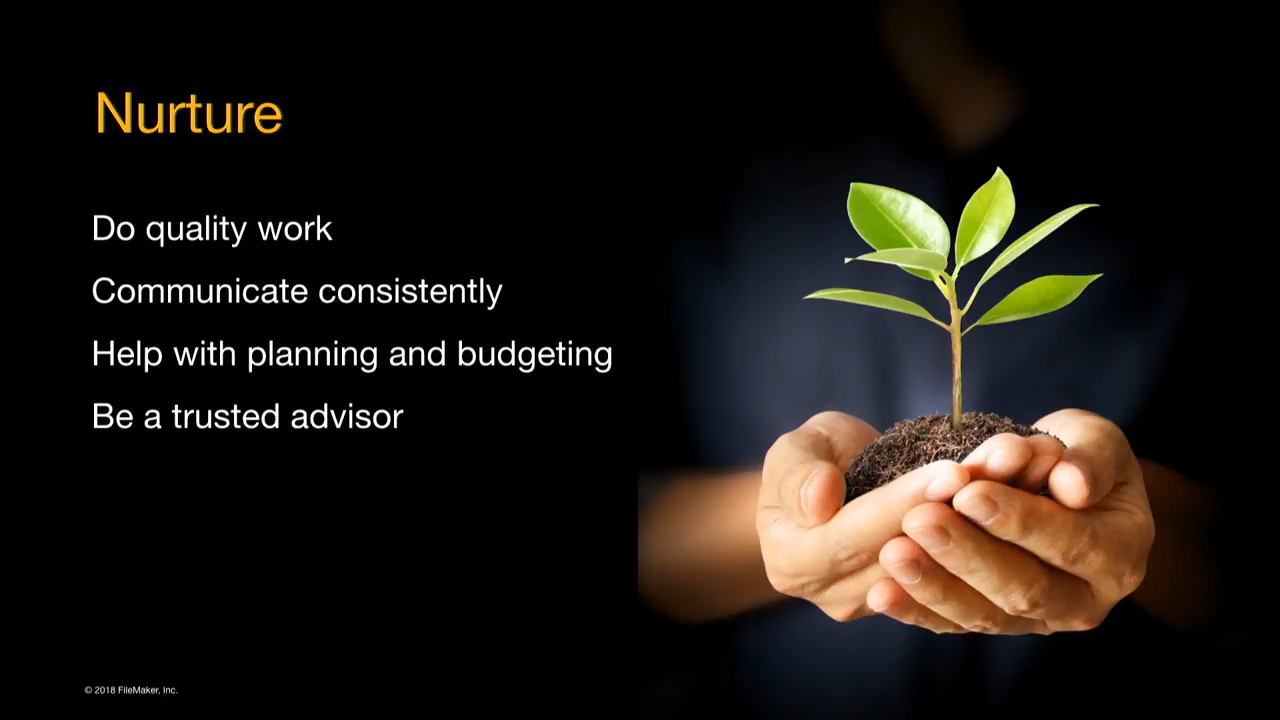 Nurture
Do quality work
Communicate consistently
Help with planning and budgeting
Be a trusted advisor
© 2018 FileMaker, Inc.